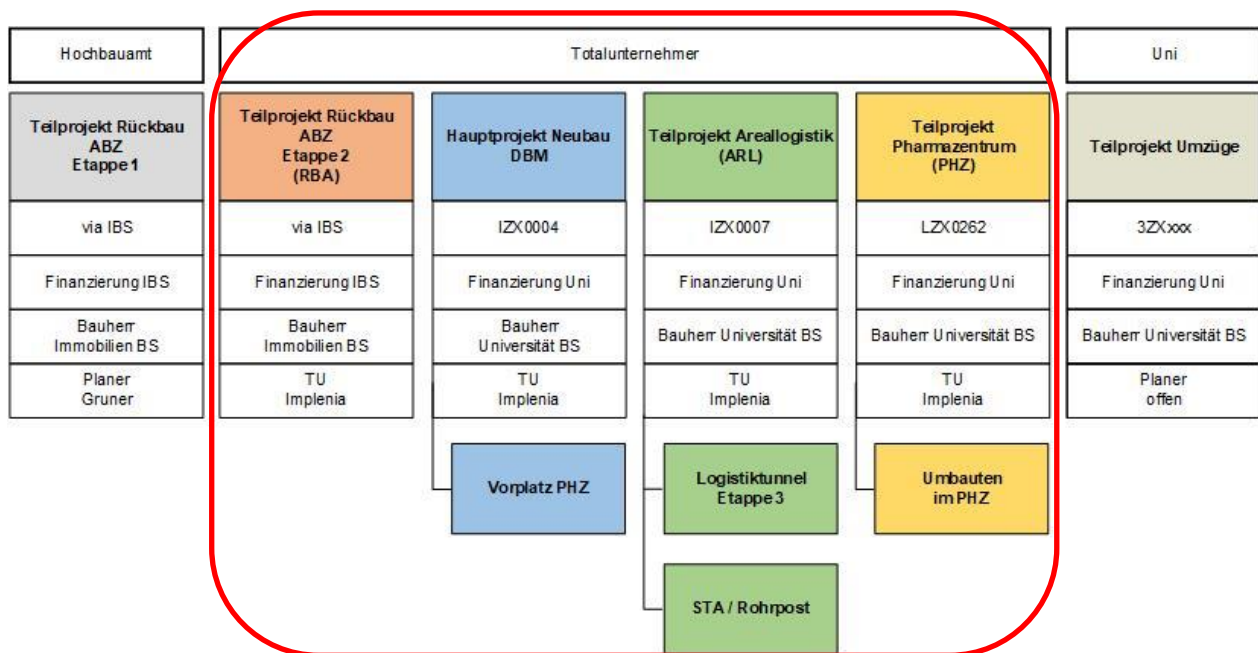 Hochbauamt
Totalunternehmer
Uni
Teilprojekt Rückbau
ABZ
Etappe 1
Teilprojekt Rückbau
ABZ
Etappe 2
(RBA)
Hauptprojekt Neubau
DBM
Teilprojekt Areallogistik
(ARL)
Teilprojekt
Pharmazentrum
(PHZ)
Teilprojekt Umzüge
via IBS
via IBS
IZX0004
IZX0007
LZX0262
3ZXxxx
Finanzierung IBS
Finanzierung IBS
Finanzierung Uni
Finanzierung Uni
Finanzierung Uni
Finanzierung Uni
Bauherr
Immobilien BS
Bauherr
Immobilien BS
Bauherr
Universität BS
Bauherr Universität BS
Bauherr Universität BS
Bauherr Universität BS
Planer
Gruner
TU
Implenia
TU
Implenia
TU
Implenia
TU
Implenia
Planer
offen
Vorplatz PHZ
Logistiktunnel
Etappe 3
Umbauten
im PHZ
STA / Rohrpost